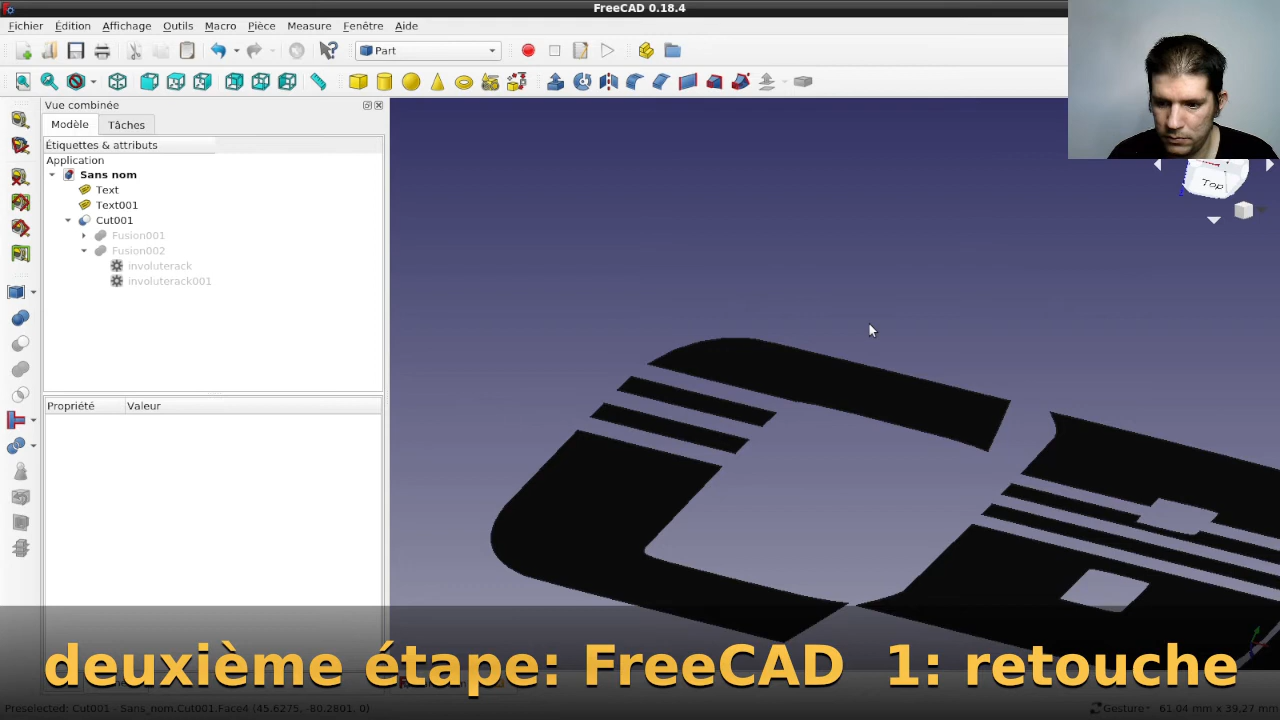 FreeCAD 0.18.4
Fichier Édition Affichage Outils Macro Pièce Measure Fenêtre Aide
Part
Vue combinée
Modèle Tâches
Étiquettes & attributs
Application
Sans nom
Text
Text001
Cut001
Fusion001
Fusion002
involuterack
involuterack001
Propriété Valeur
Top
deuxième étape: FreeCAD 1: retouche
Preselected: Cut001 - Sans_nom.Cut001.Face4 (45.6275, -80.2801, 0)
Gesture 61.04 mm x 39.27 mm